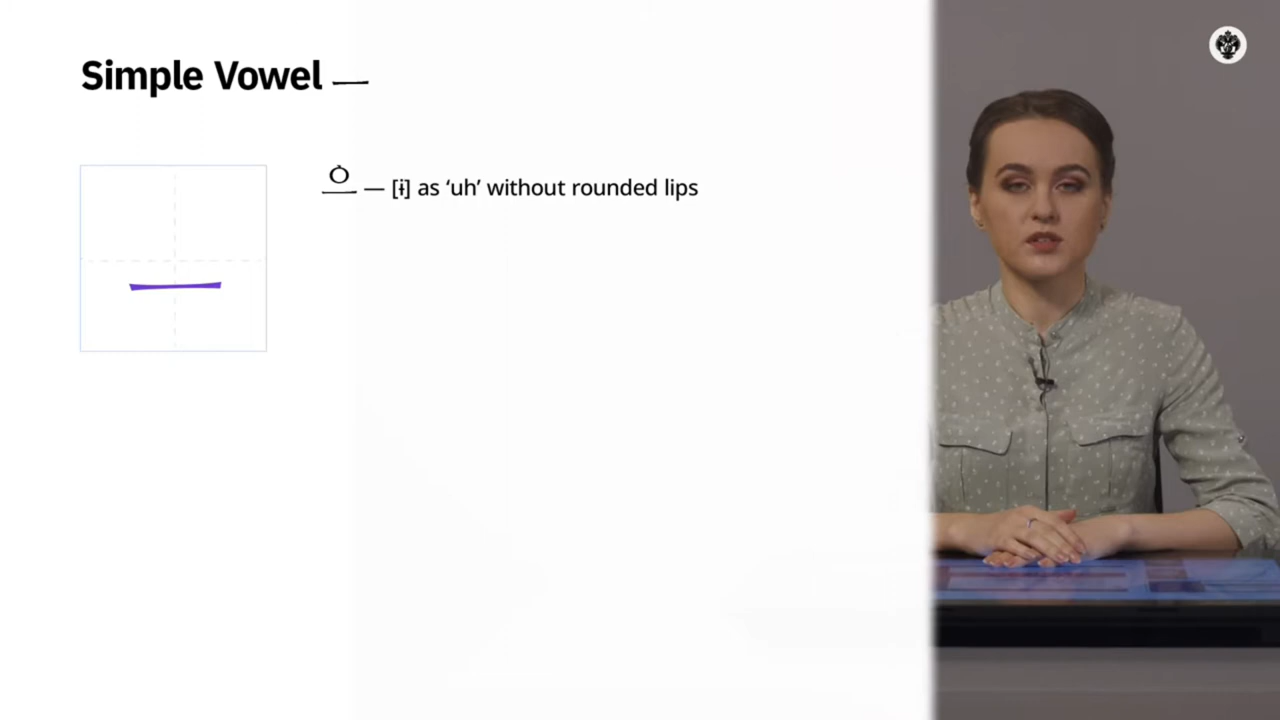 Simple Vowel ㅡ
으 — [ɨ] as ‘uh’ without rounded lips
ㅡ